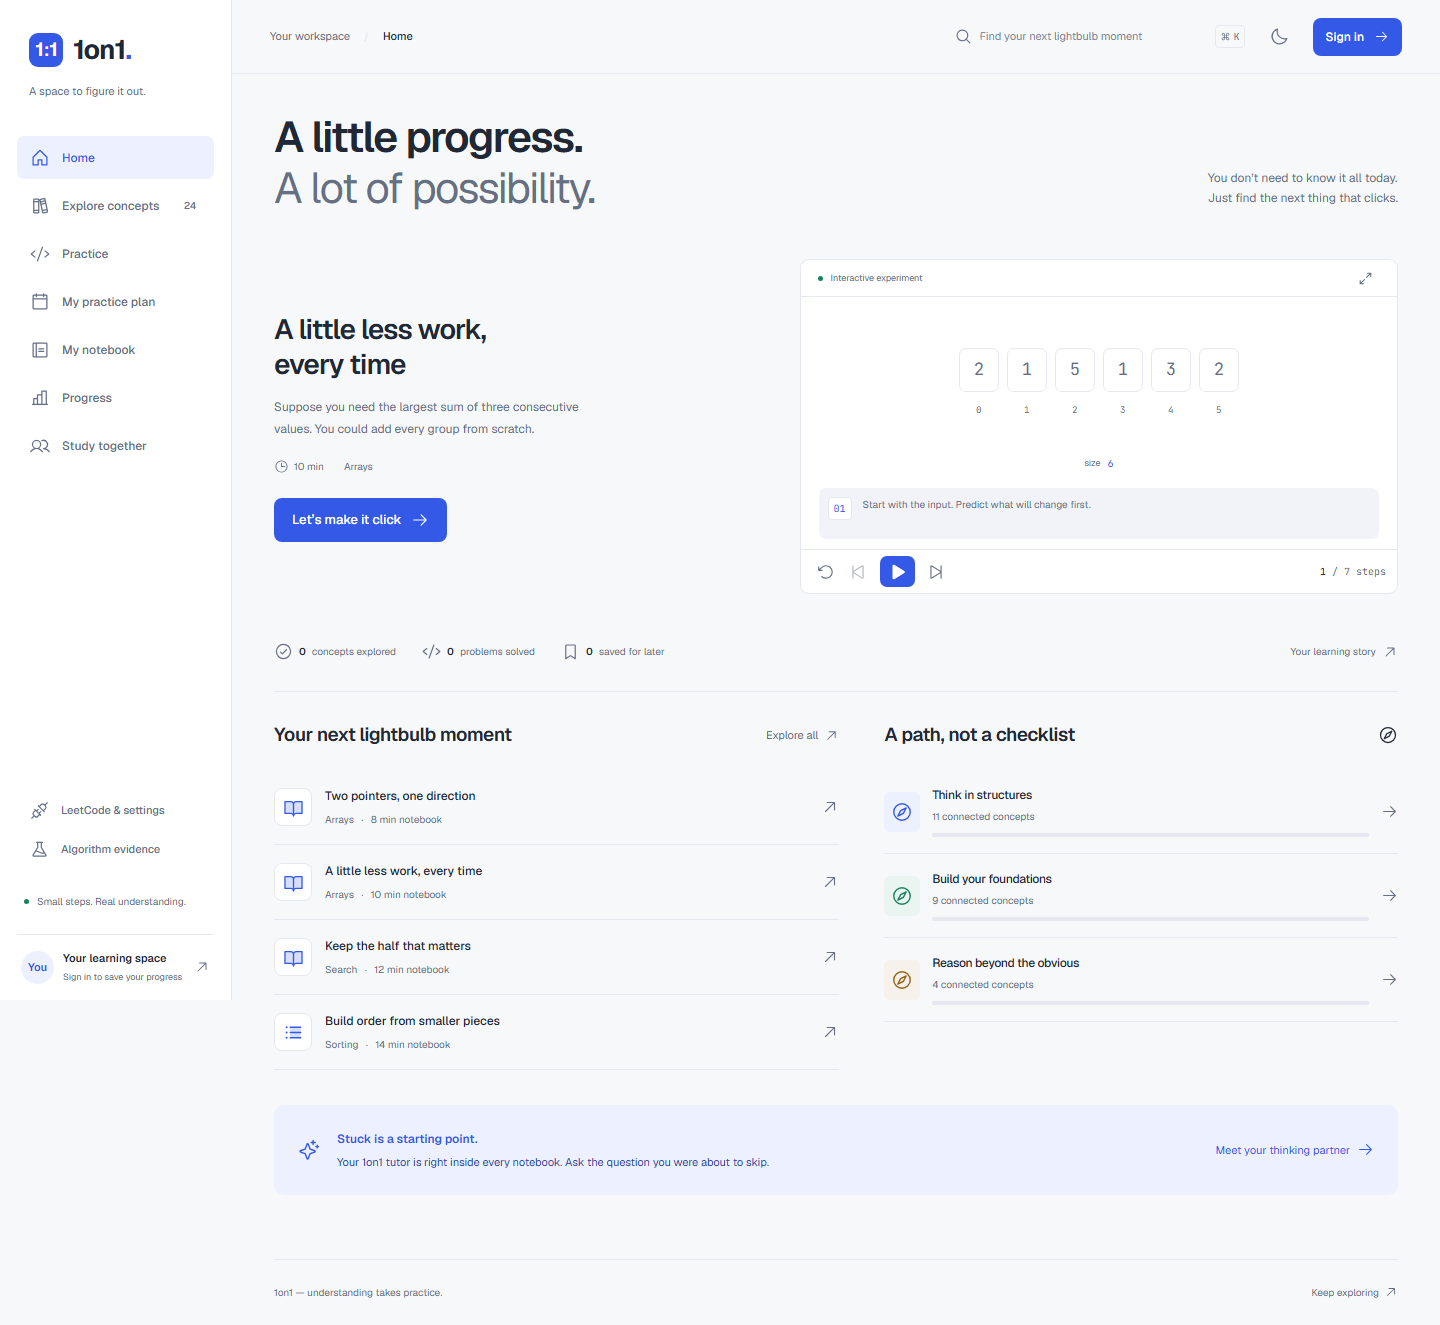 1:1 1on1.
A space to figure it out.
Home
Explore concepts 24
Practice
My practice plan
My notebook
Progress
Study together
LeetCode & settings
Algorithm evidence
Small steps. Real understanding.
You
Your learning space
Sign in to save your progress
Your workspace / Home
Find your next lightbulb moment
⌘ K
Sign in
A little progress.
A lot of possibility.
You don't need to know it all today.
Just find the next thing that clicks.
A little less work,
every time
Suppose you need the largest sum of three consecutive
values. You could add every group from scratch.
10 min Arrays
Let's make it click
Interactive experiment
2 1 5 1 3 2
0 1 2 3 4 5
size 6
01 Start with the input. Predict what will change first.
1 / 7 steps
0 concepts explored
0 problems solved
0 saved for later
Your learning story
Your next lightbulb moment
Explore all
Two pointers, one direction
Arrays · 8 min notebook
A little less work, every time
Arrays · 10 min notebook
Keep the half that matters
Search · 12 min notebook
Build order from smaller pieces
Sorting · 14 min notebook
A path, not a checklist
Think in structures
11 connected concepts
Build your foundations
9 connected concepts
Reason beyond the obvious
4 connected concepts
Stuck is a starting point.
Your 1on1 tutor is right inside every notebook. Ask the question you were about to skip.
Meet your thinking partner
1on1 — understanding takes practice.
Keep exploring